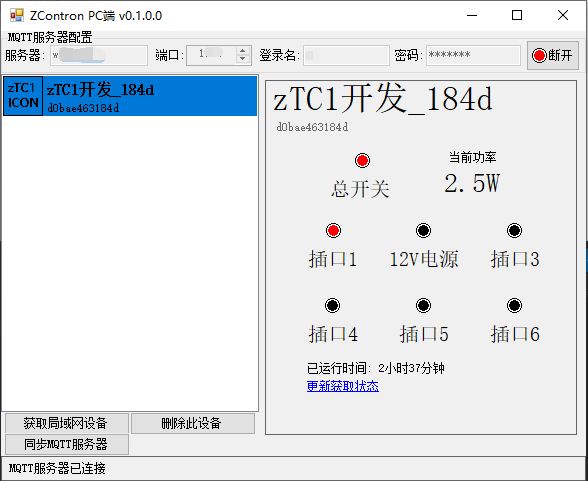 ZContron PC端 v0.1.0.0
MQTT服务器配置
服务器: 端口: 登录名: 密码: ******* 断开
zTC1 ICON
zTC1开发_184d
d0bae463184d
zTC1开发_184d
d0bae463184d
总开关
当前功率
2.5W
插口1 12V电源 插口3
插口4 插口5 插口6
已运行时间: 2小时37分钟
更新获取状态
获取局域网设备 删除此设备
同步MQTT服务器
MQTT服务器已连接